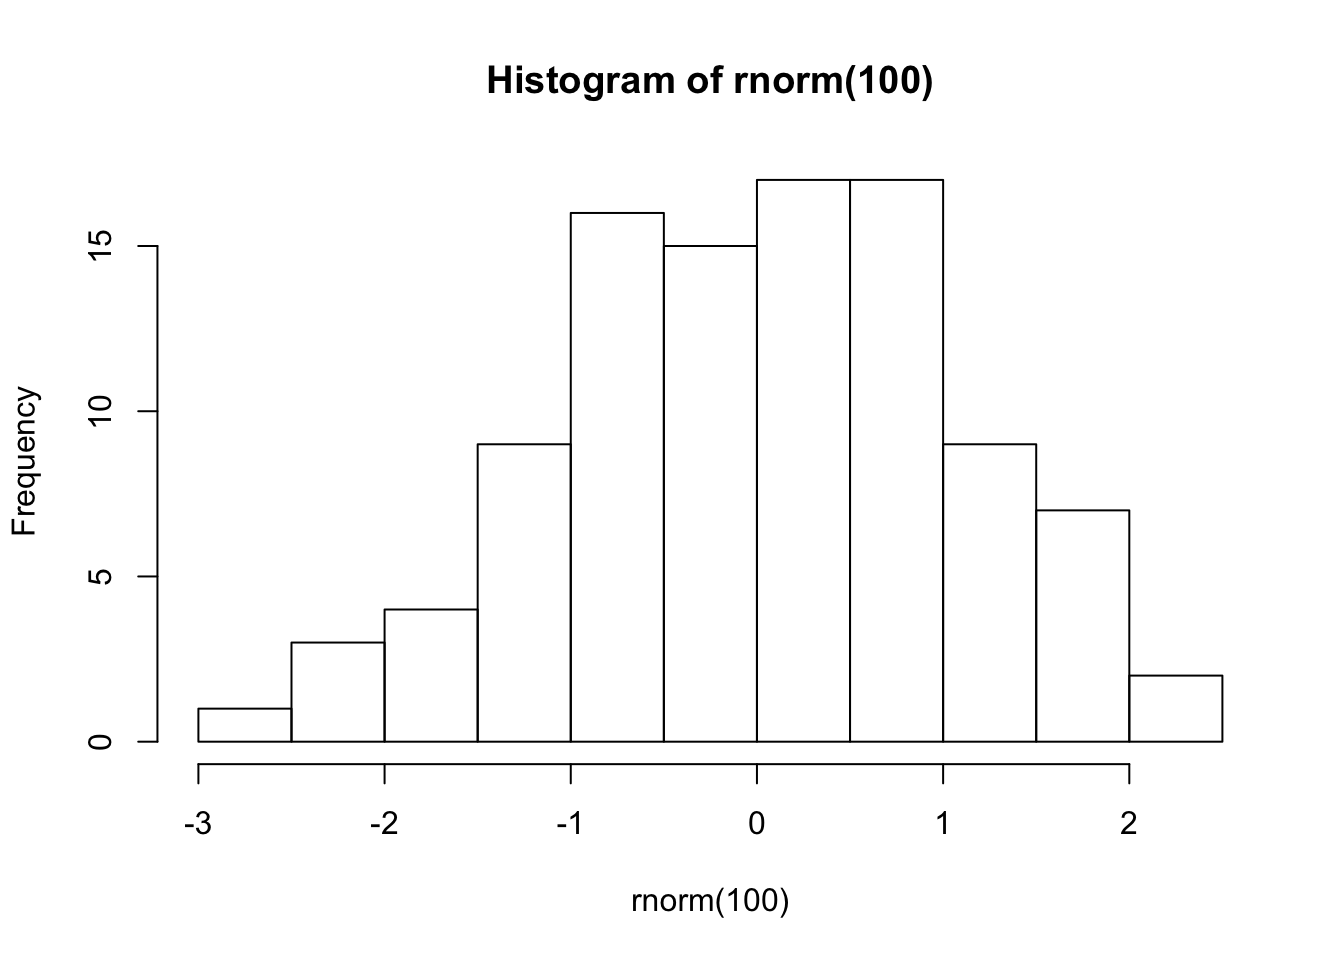 Histogram of rnorm(100)
Frequency
15
10
5
0
-3 -2 -1 0 1 2
rnorm(100)